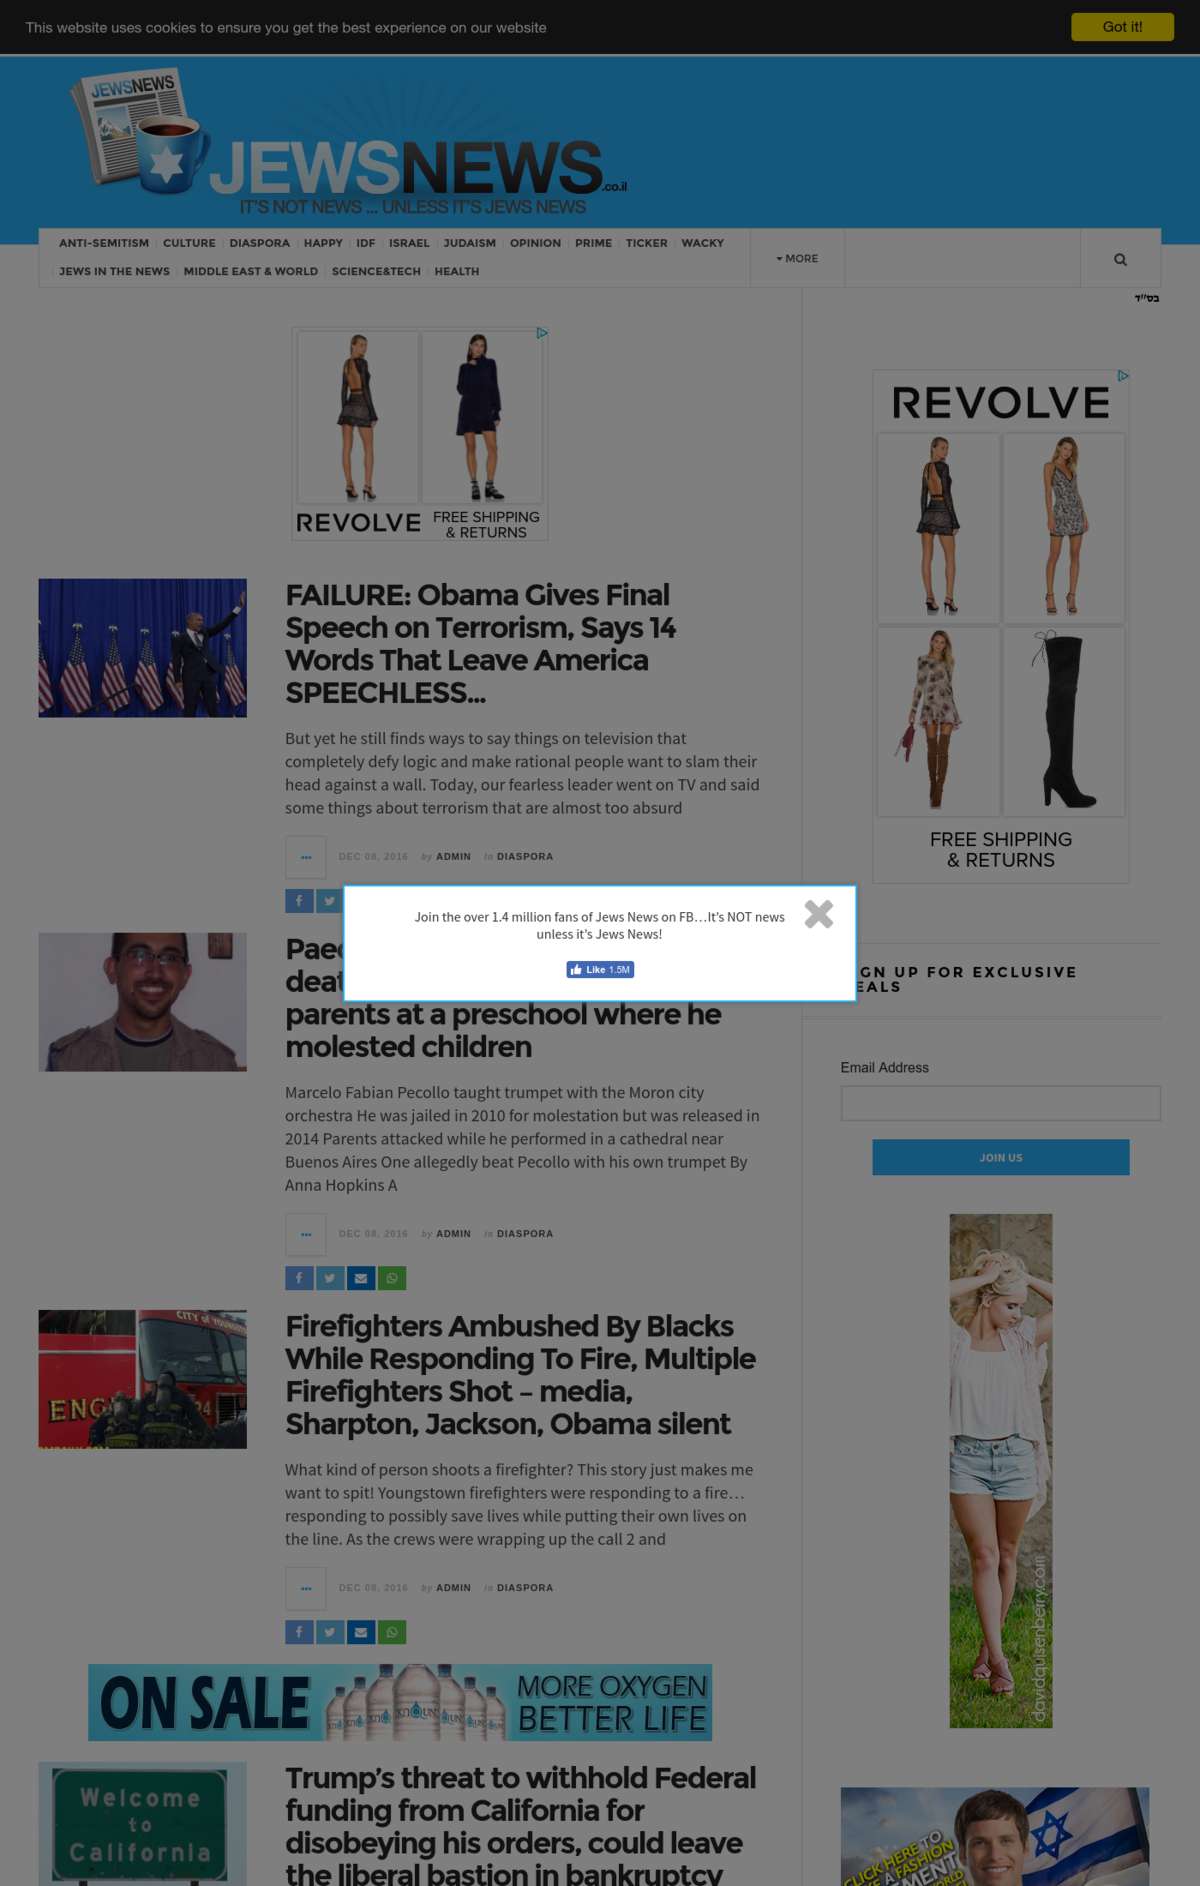 This website uses cookies to ensure you get the best experience on our website
Got it!
JEWSNEWS
JEWSNEWS.co.il
IT'S NOT NEWS ... UNLESS IT'S JEWS NEWS
ANTI-SEMITISM CULTURE DIASPORA HAPPY IDF ISRAEL JUDAISM OPINION PRIME TICKER WACKY
JEWS IN THE NEWS MIDDLE EAST & WORLD SCIENCE&TECH HEALTH
MORE
בס"ד
REVOLVE
FREE SHIPPING
& RETURNS
REVOLVE
FREE SHIPPING
& RETURNS
FAILURE: Obama Gives Final
Speech on Terrorism, Says 14
Words That Leave America
SPEECHLESS...
But yet he still finds ways to say things on television that
completely defy logic and make rational people want to slam their
head against a wall. Today, our fearless leader went on TV and said
some things about terrorism that are almost too absurd
DEC 08, 2016 by ADMIN in DIASPORA
Join the over 1.4 million fans of Jews News on FB…It's NOT news
unless it's Jews News!
Like 1.5M
parents at a preschool where he
molested children
Marcelo Fabian Pecollo taught trumpet with the Moron city
orchestra He was jailed in 2010 for molestation but was released in
2014 Parents attacked while he performed in a cathedral near
Buenos Aires One allegedly beat Pecollo with his own trumpet By
Anna Hopkins A
DEC 08, 2016 by ADMIN in DIASPORA
UP FOR EXCLUSIVE
Email Address
JOIN US
CITY of
Firefighters Ambushed By Blacks
While Responding To Fire, Multiple
Firefighters Shot – media,
Sharpton, Jackson, Obama silent
What kind of person shoots a firefighter? This story just makes me
want to spit! Youngstown firefighters were responding to a fire…
responding to possibly save lives while putting their own lives on
the line. As the crews were wrapping up the call 2 and
DEC 08, 2016 by ADMIN in DIASPORA
davidquisenberry.com
ON SALE
MORE OXYGEN
BETTER LIFE
Welcome
to
California
Trump's threat to withhold Federal
funding from California for
disobeying his orders, could leave
the liberal bastion in bankruptcy
CLICK HERE TO
FASHION